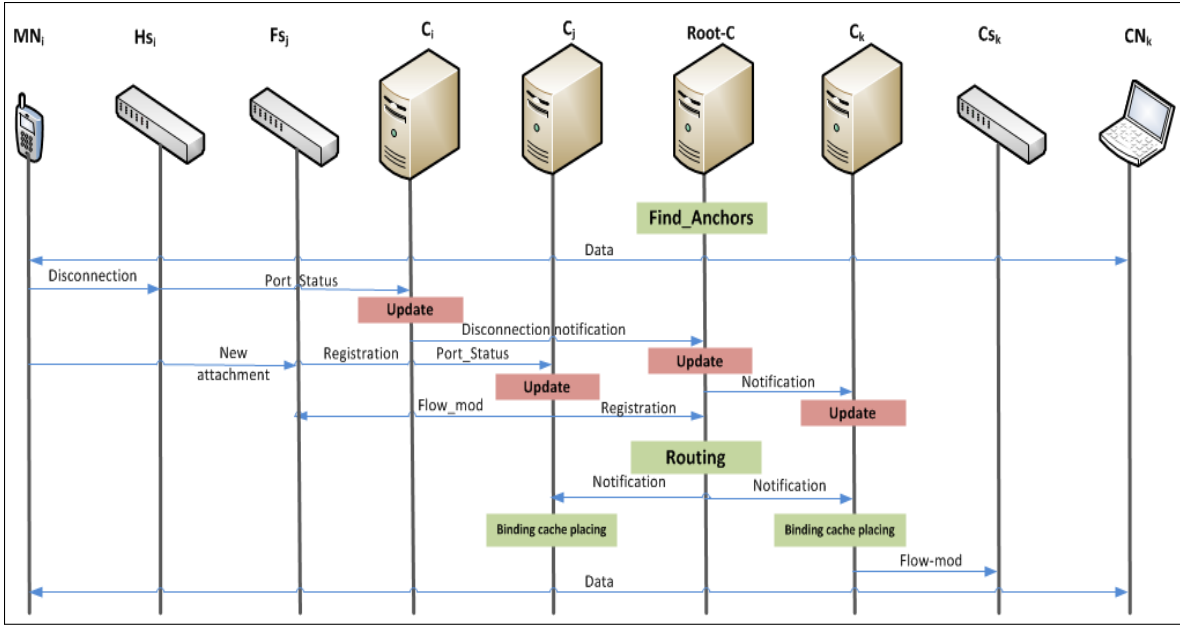 MNi Hsi Fsj Ci Cj Root-C Ck Csk CNk
Find_Anchors
Data
Disconnection Port_Status
Update
Disconnection notification
New attachment Registration Port_Status
Update
Update
Notification
Flow_mod Registration
Update
Routing
Notification Notification
Binding cache placing Binding cache placing
Flow-mod
Data